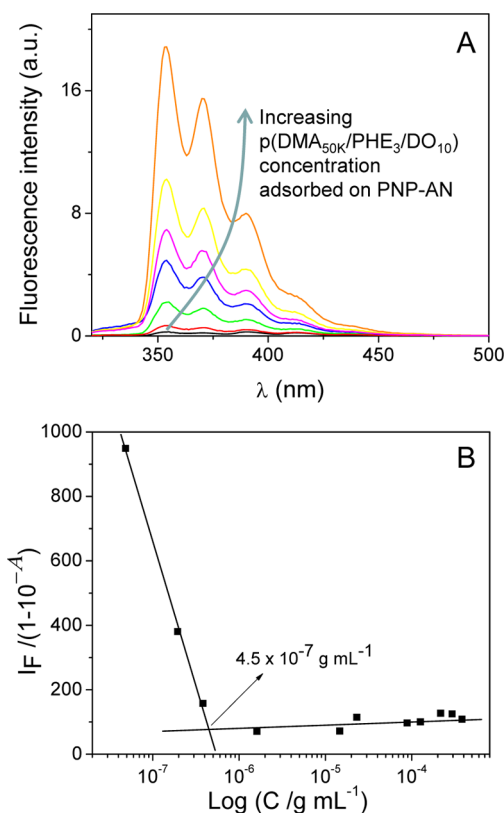 A
Fluorescence intensity (a.u.)
16
8
0
Increasing
p(DMA₅₀ₖ/PHE₃/DO₁₀)
concentration
adsorbed on PNP-AN
350 400 450 500
λ (nm)
B
I_F /(1-10^−A)
1000
800
600
400
200
0
4.5 x 10⁻⁷ g mL⁻¹
10⁻⁷ 10⁻⁶ 10⁻⁵ 10⁻⁴
Log (C /g mL⁻¹)